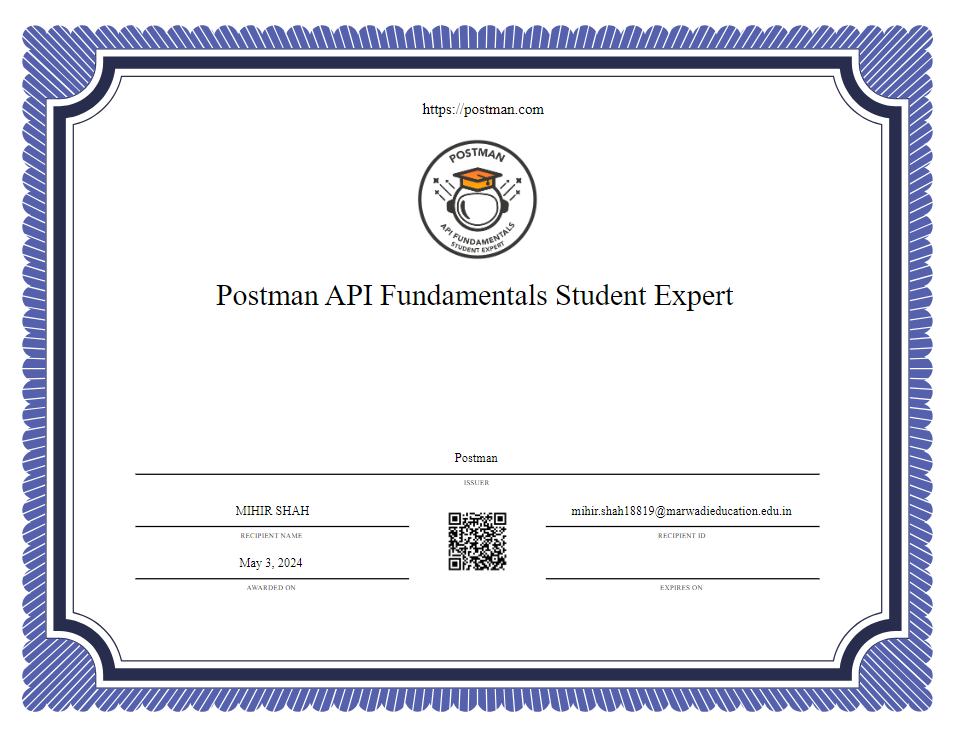 https://postman.com
POSTMAN
API FUNDAMENTALS
STUDENT EXPERT
Postman API Fundamentals Student Expert
Postman
ISSUER
MIHIR SHAH
RECIPIENT NAME
mihir.shah18819@marwadieducation.edu.in
RECIPIENT ID
May 3, 2024
AWARDED ON
EXPIRES ON